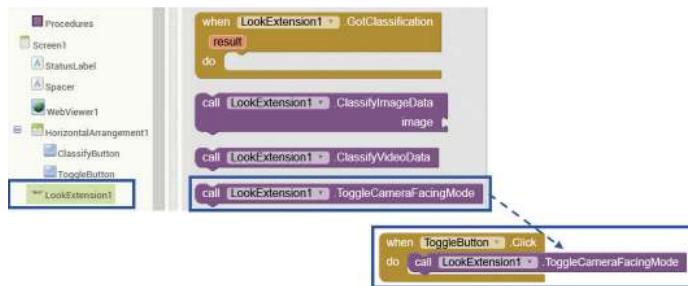 Procedures
Screen1
StatusLabel
Spacer
WebViewer1
HorizontalArrangement1
ClassifyButton
ToggleButton
LookExtension1
when LookExtension1 .GotClassification
result
do
call LookExtension1 .ClassifyImageData
image
call LookExtension1 .ClassifyVideoData
call LookExtension1 .ToggleCameraFacingMode
when ToggleButton .Click
do call LookExtension1 .ToggleCameraFacingMode